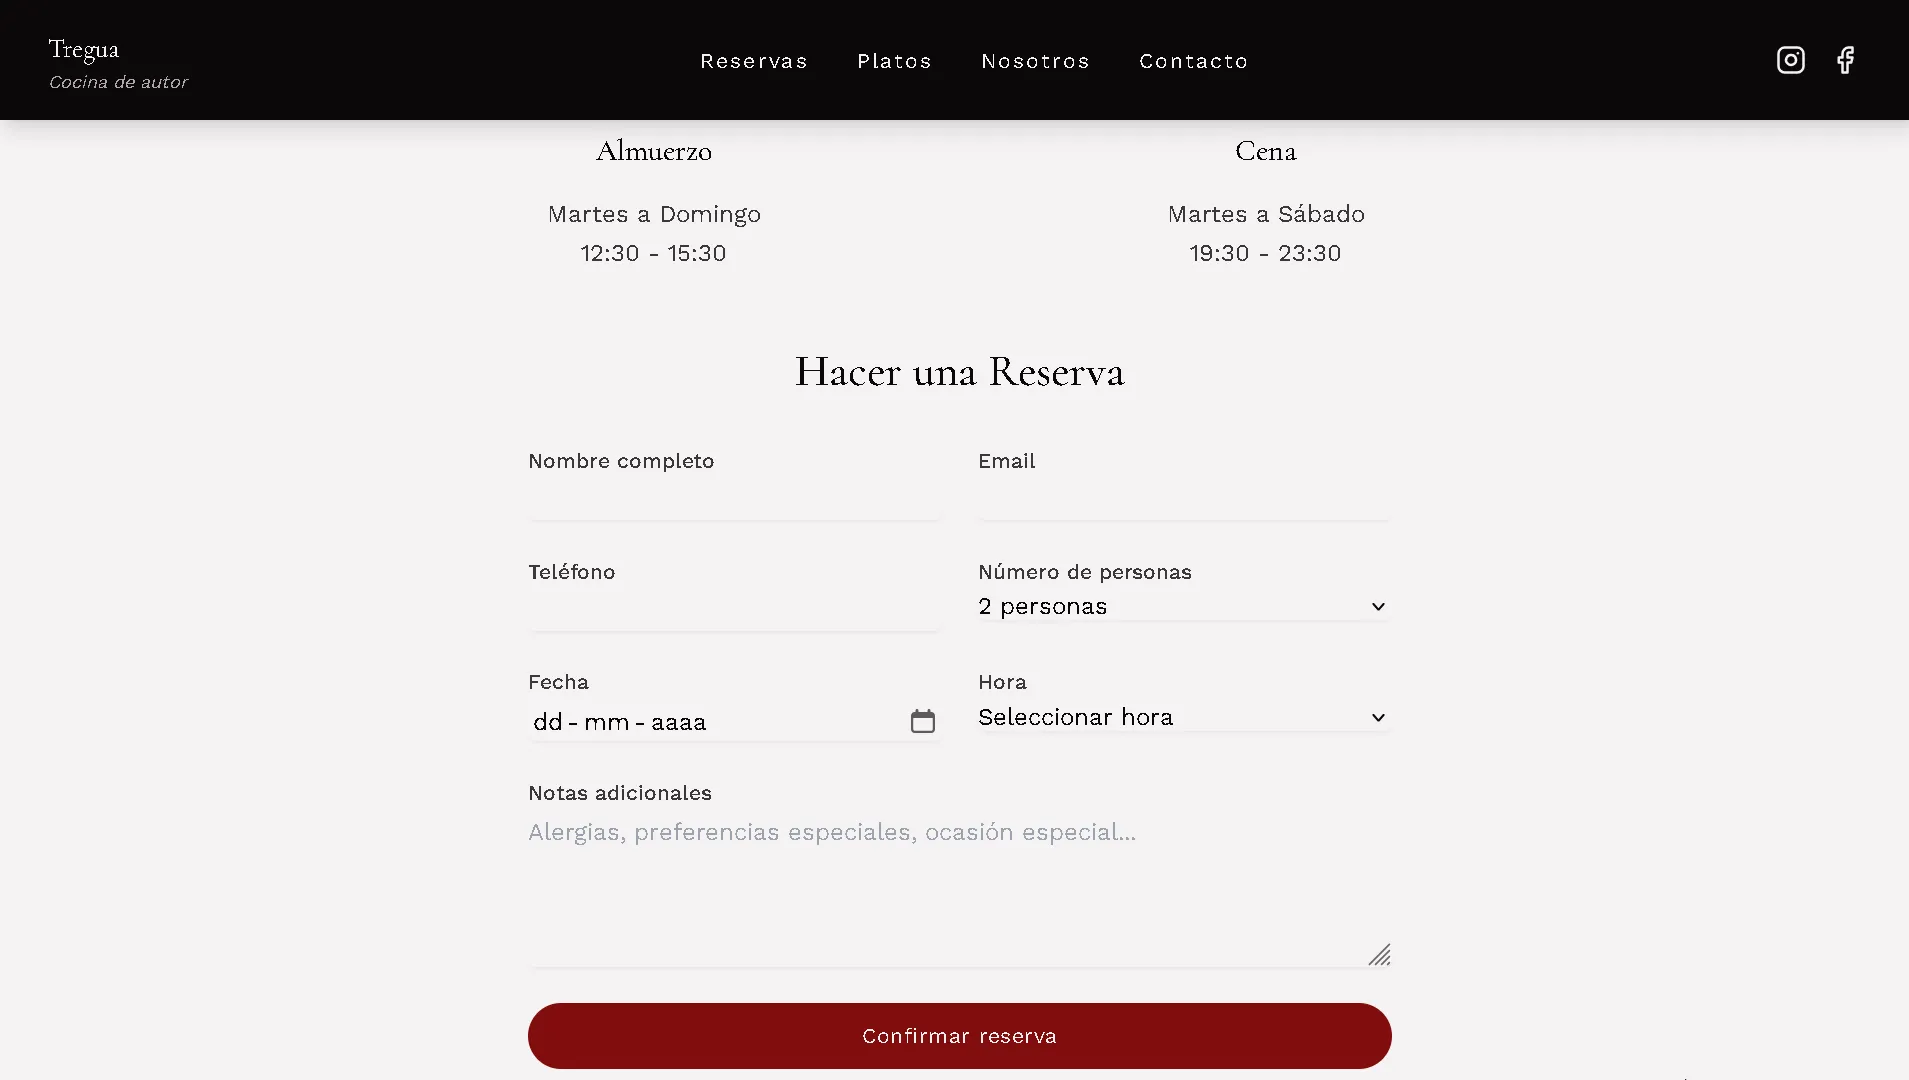 Tregua
Cocina de autor
Reservas
Platos
Nosotros
Contacto
Almuerzo
Martes a Domingo
12:30 - 15:30
Cena
Martes a Sábado
19:30 - 23:30
Hacer una Reserva
Nombre completo
Email
Teléfono
Número de personas
2 personas
Fecha
dd-mm-aaaa
Hora
Seleccionar hora
Notas adicionales
Alergias, preferencias especiales, ocasión especial...
Confirmar reserva